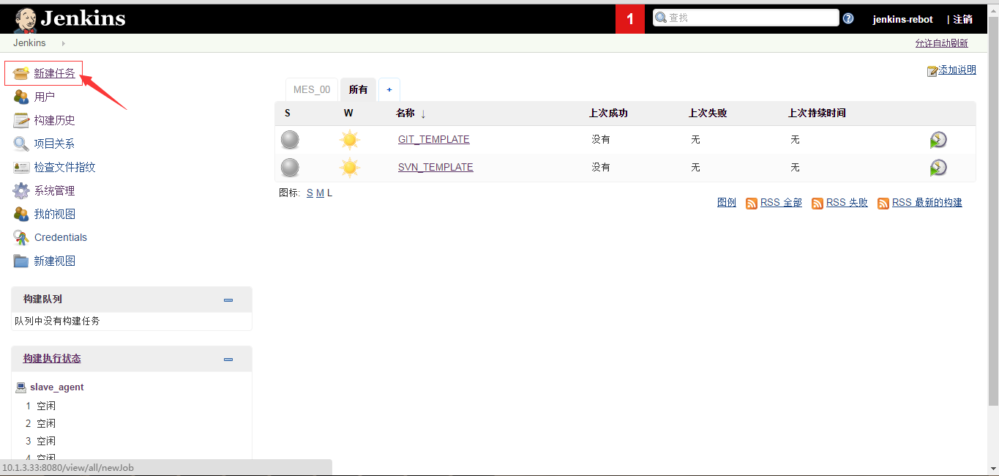 Jenkins
1
查找
jenkins-rebot | 注销
Jenkins
允许自动刷新
新建任务
用户
构建历史
项目关系
检查文件指纹
系统管理
我的视图
Credentials
新建视图
构建队列
队列中没有构建任务
构建执行状态
slave_agent
1 空闲
2 空闲
3 空闲
4 空闲
添加说明
MES_00 所有 +
S W 名称 ↓ 上次成功 上次失败 上次持续时间
GIT_TEMPLATE 没有 无 无
SVN_TEMPLATE 没有 无 无
图标: S M L
图例 RSS 全部 RSS 失败 RSS 最新的构建
10.1.3.33:8080/view/all/newJob